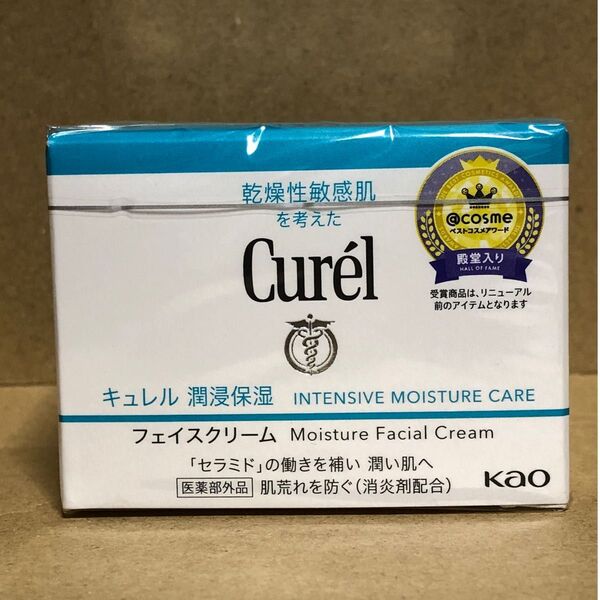 乾燥性敏感肌
を考えた
Curél
@cosme
ベストコスメアワード
殿堂入り
HALL OF FAME
受賞商品は、リニューアル
前のアイテムとなります
キュレル 潤浸保湿 INTENSIVE MOISTURE CARE
フェイスクリーム Moisture Facial Cream
「セラミド」の働きを補い 潤い肌へ
医薬部外品 肌荒れを防ぐ(消炎剤配合)
Kao